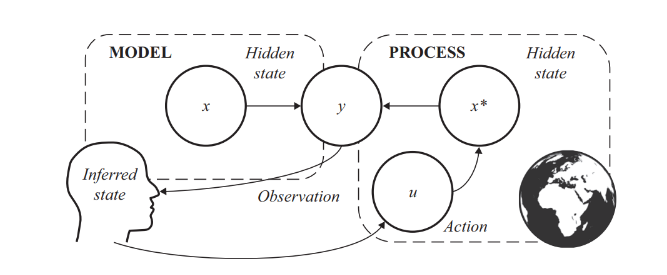 MODEL
Hidden
state
PROCESS
Hidden
state
x
y
x*
Inferred
state
Observation
u
Action